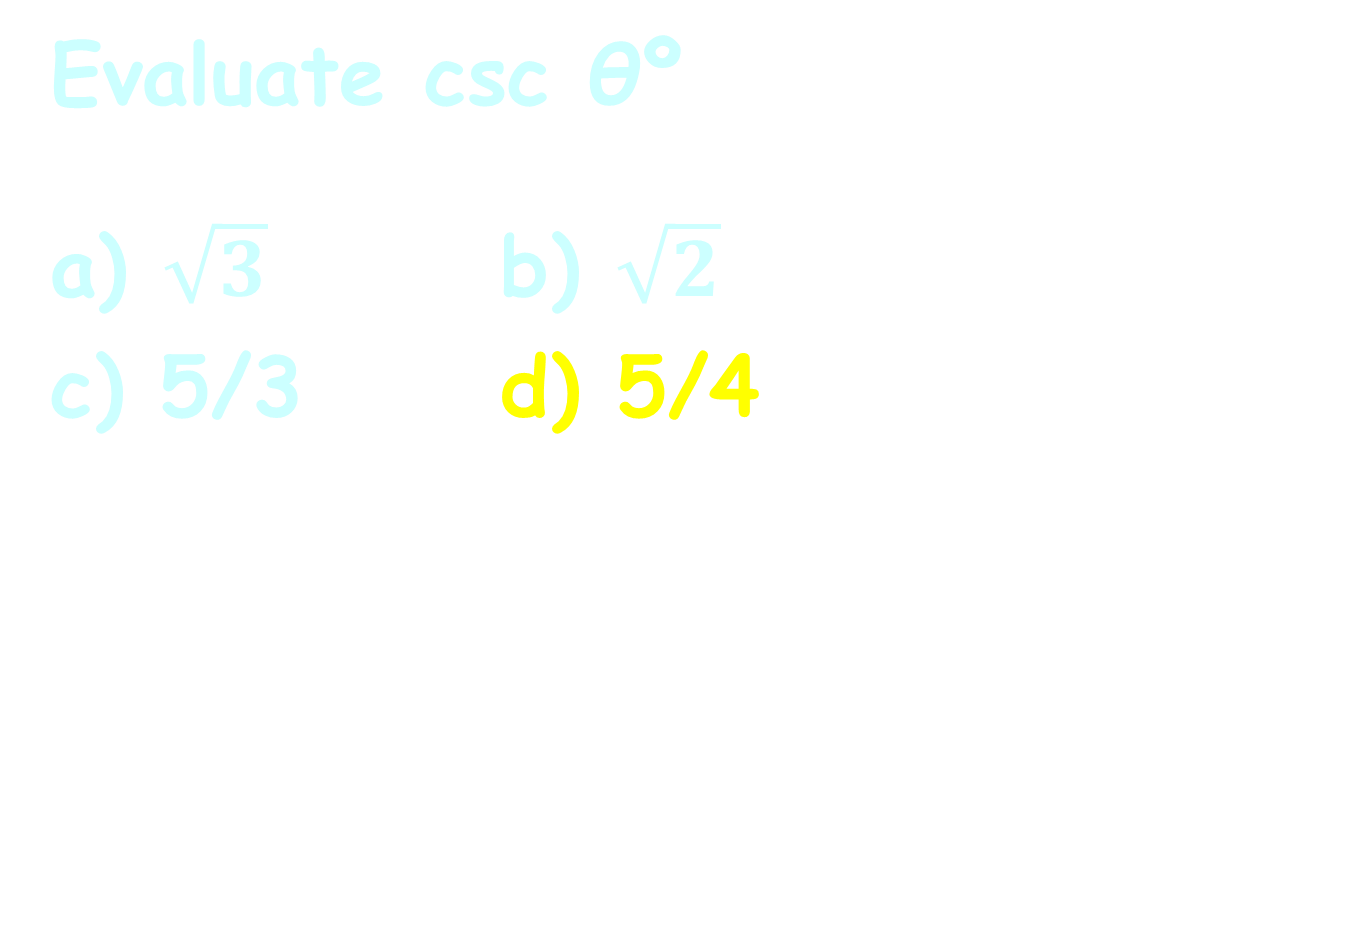 Evaluate csc θ°
a) √3 b) √2
c) 5/3 d) 5/4